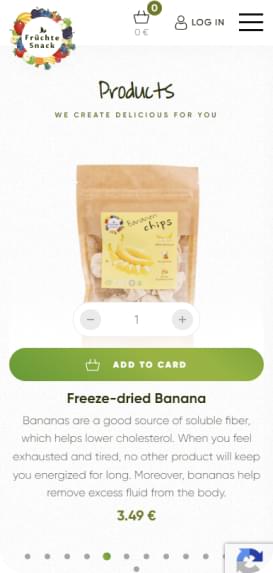 0
Früchte
Snack
0 €
LOG IN
Products
WE CREATE DELICIOUS FOR YOU
Bananen
chips
1
ADD TO CARD
Freeze-dried Banana
Bananas are a good source of soluble fiber,
which helps lower cholesterol. When you feel
exhausted and tired, no other product will keep
you energized for long. Moreover, bananas help
remove excess fluid from the body.
3.49 €